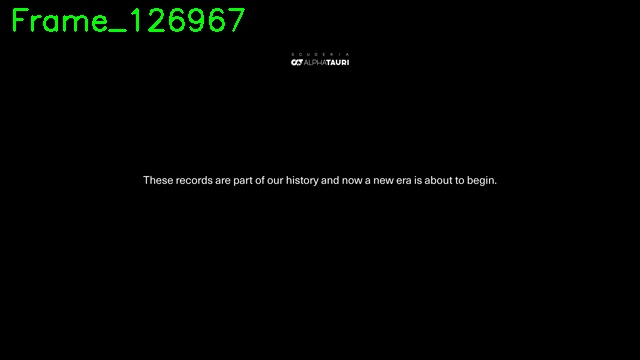 Frame_126967
SCUDERIA
ALPHATAURI
These records are part of our history and now a new era is about to begin.